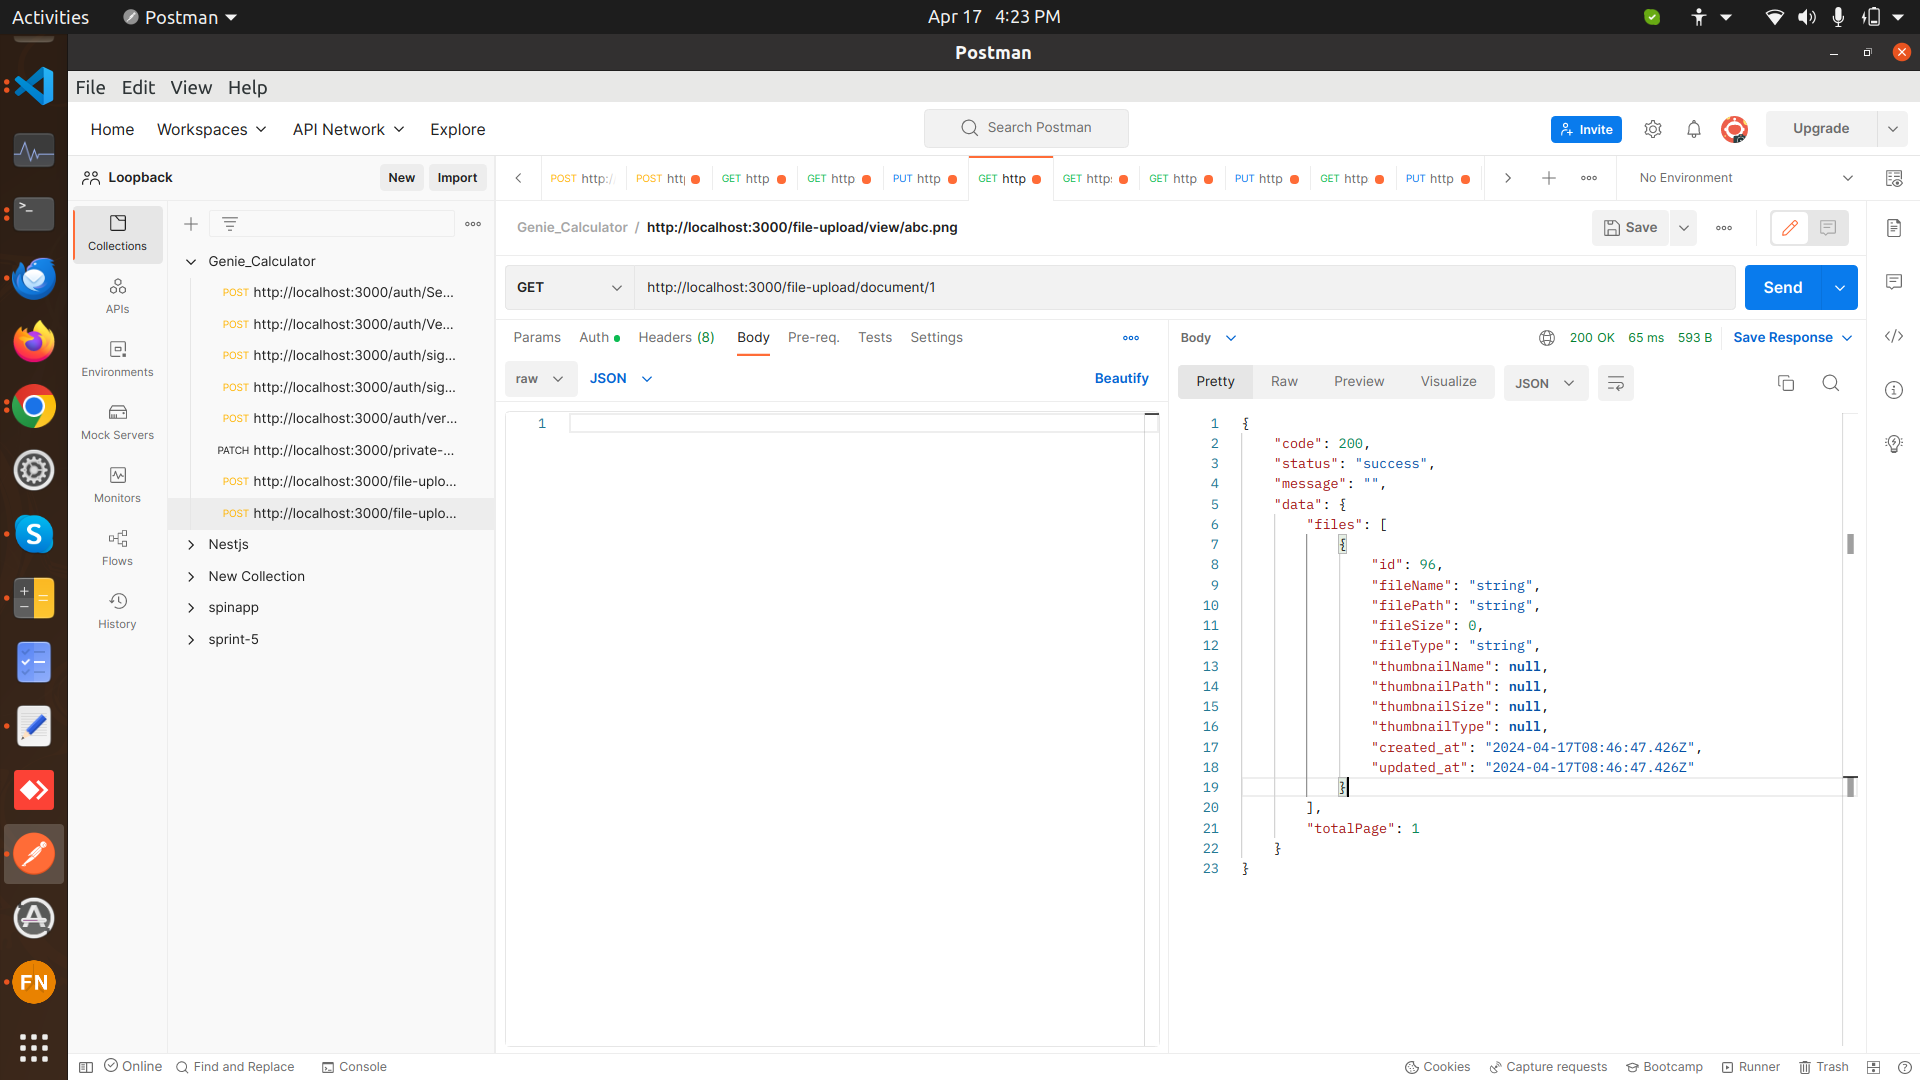 Activities
Postman
Apr 17 4:23 PM
Postman
File Edit View Help
Home Workspaces API Network Explore
Search Postman
Invite
Upgrade
Loopback
New Import
POST http:/
POST htt
GET http
GET http
PUT http
GET http
GET http:
GET http
PUT http
GET http
PUT http
No Environment
Collections
APIs
Environments
Mock Servers
Monitors
Flows
History
Genie_Calculator
POST http://localhost:3000/auth/Se...
POST http://localhost:3000/auth/Ve...
POST http://localhost:3000/auth/sig...
POST http://localhost:3000/auth/sig...
POST http://localhost:3000/auth/ver...
PATCH http://localhost:3000/private-...
POST http://localhost:3000/file-uplo...
POST http://localhost:3000/file-uplo...
Nestjs
New Collection
spinapp
sprint-5
Genie_Calculator / http://localhost:3000/file-upload/view/abc.png
Save
GET http://localhost:3000/file-upload/document/1
Send
Params Auth Headers (8) Body Pre-req. Tests Settings
raw JSON Beautify
1
Body 200 OK 65 ms 593 B Save Response
Pretty Raw Preview Visualize JSON
1 {
2 "code": 200,
3 "status": "success",
4 "message": "",
5 "data": {
6 "files": [
7 {
8 "id": 96,
9 "fileName": "string",
10 "filePath": "string",
11 "fileSize": 0,
12 "fileType": "string",
13 "thumbnailName": null,
14 "thumbnailPath": null,
15 "thumbnailSize": null,
16 "thumbnailType": null,
17 "created_at": "2024-04-17T08:46:47.426Z",
18 "updated_at": "2024-04-17T08:46:47.426Z"
19 }
20 ],
21 "totalPage": 1
22 }
23 }
FN
Online Find and Replace Console
Cookies Capture requests Bootcamp Runner Trash